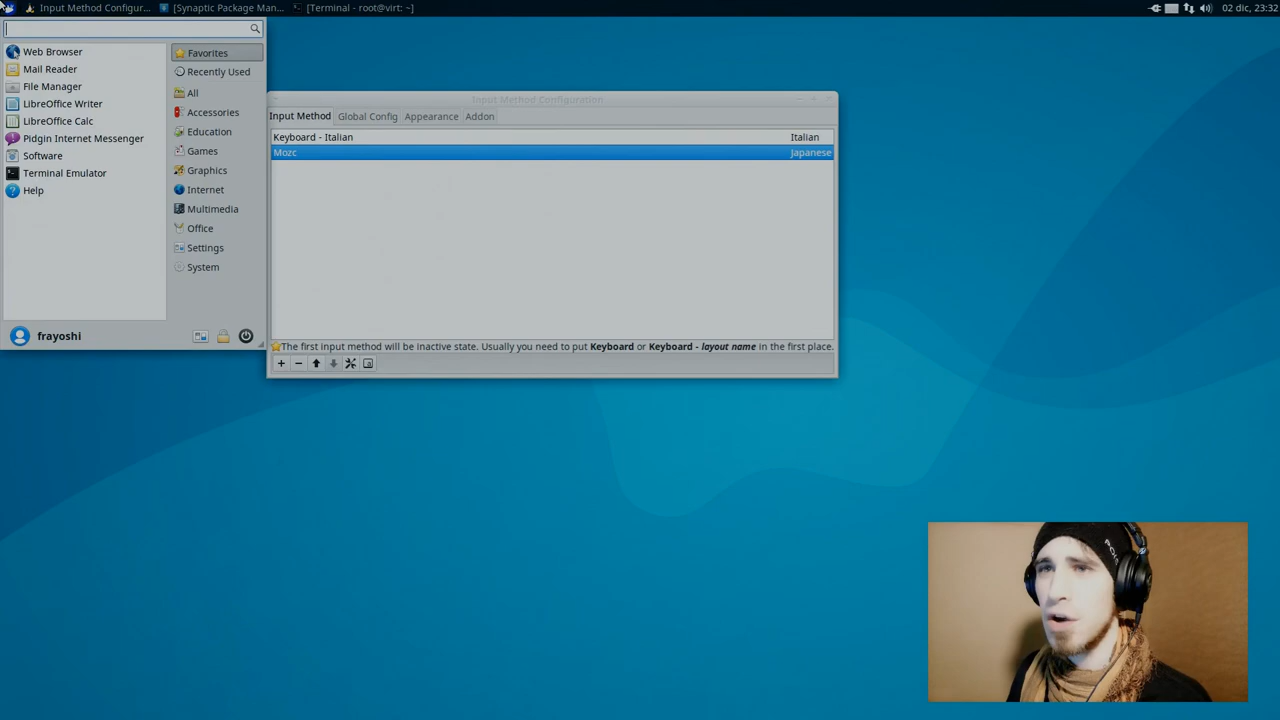 Input Method Configur...
[Synaptic Package Man...
[Terminal - root@virt: ~]
02 dic, 23:32
Web Browser
Mail Reader
File Manager
LibreOffice Writer
LibreOffice Calc
Pidgin Internet Messenger
Software
Terminal Emulator
Help
Favorites
Recently Used
All
Accessories
Education
Games
Graphics
Internet
Multimedia
Office
Settings
System
frayoshi
Input Method Configuration
Input Method
Global Config
Appearance
Addon
Keyboard - Italian
Italian
Mozc
Japanese
The first input method will be inactive state. Usually you need to put Keyboard or Keyboard - layout name in the first place.